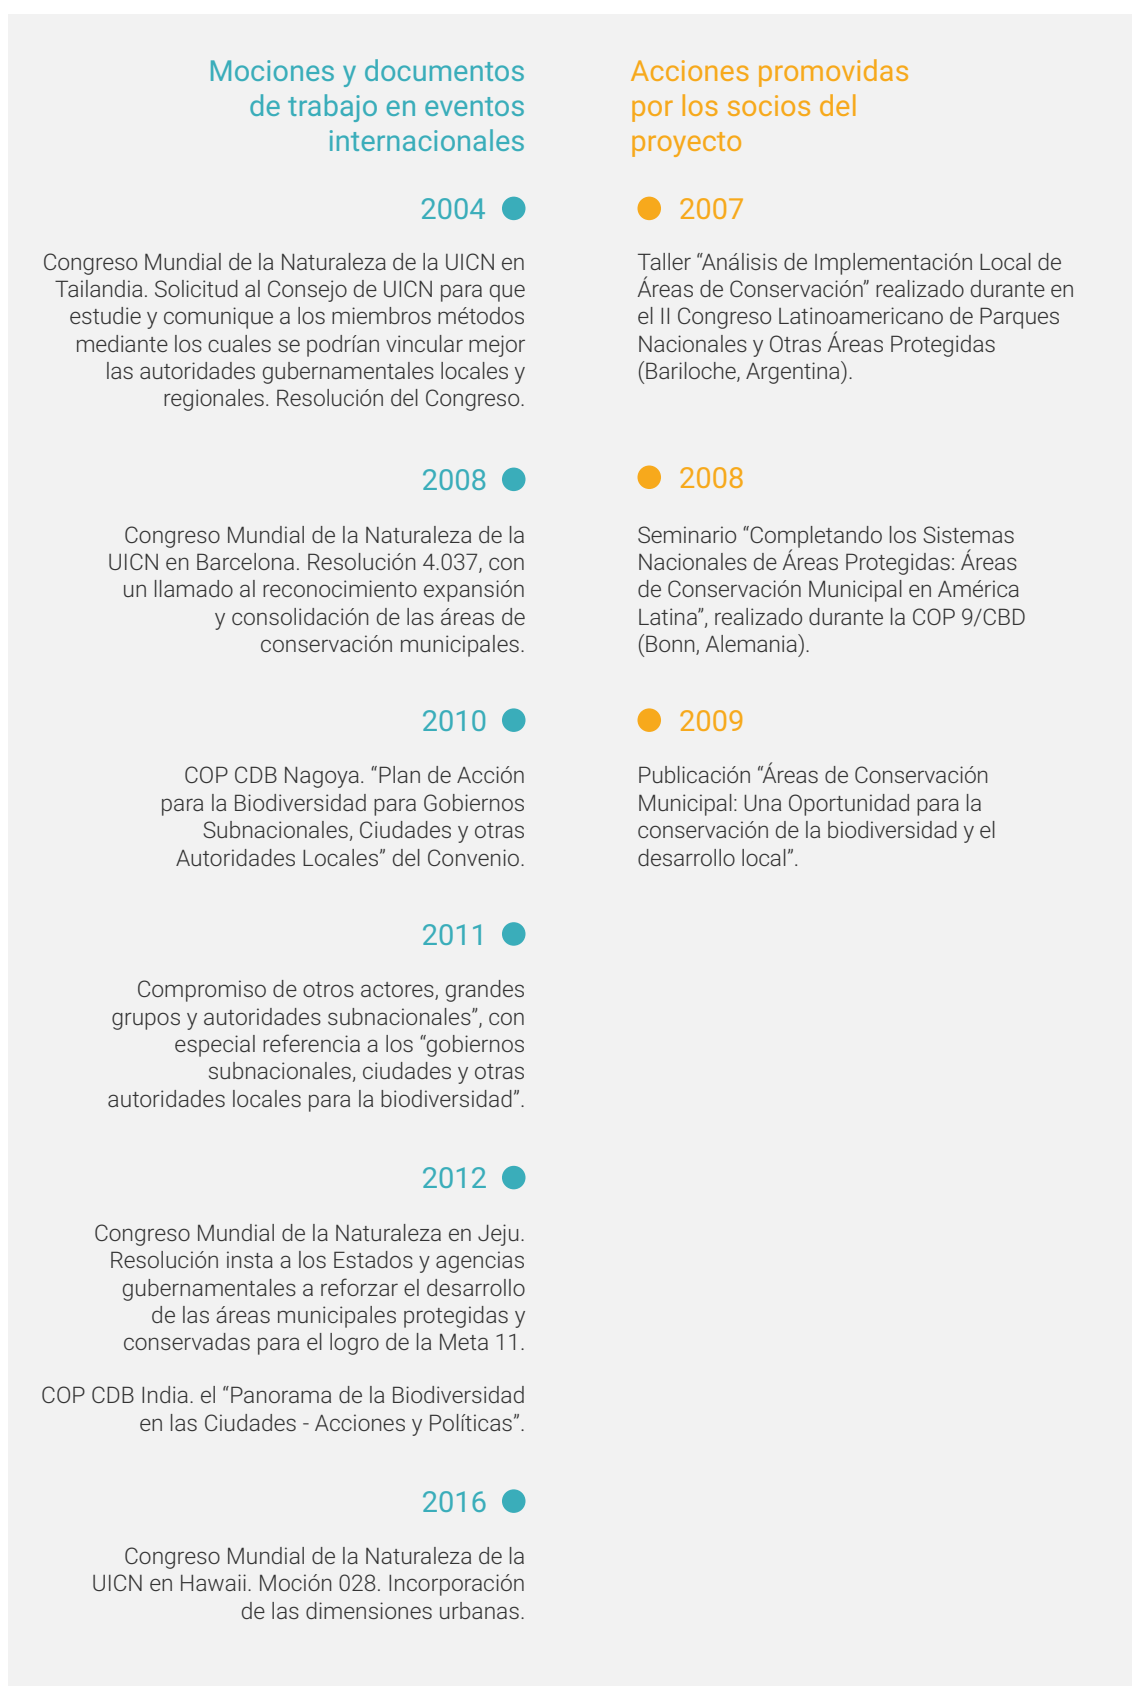 Mociones y documentos
de trabajo en eventos
internacionales
2004
Congreso Mundial de la Naturaleza de la UICN en
Tailandia. Solicitud al Consejo de UICN para que
estudie y comunique a los miembros métodos
mediante los cuales se podrían vincular mejor
las autoridades gubernamentales locales y
regionales. Resolución del Congreso.
2008
Congreso Mundial de la Naturaleza de la
UICN en Barcelona. Resolución 4.037, con
un llamado al reconocimiento expansión
y consolidación de las áreas de
conservación municipales.
2010
COP CDB Nagoya. “Plan de Acción
para la Biodiversidad para Gobiernos
Subnacionales, Ciudades y otras
Autoridades Locales” del Convenio.
2011
Compromiso de otros actores, grandes
grupos y autoridades subnacionales”, con
especial referencia a los “gobiernos
subnacionales, ciudades y otras
autoridades locales para la biodiversidad”.
2012
Congreso Mundial de la Naturaleza en Jeju.
Resolución insta a los Estados y agencias
gubernamentales a reforzar el desarrollo
de las áreas municipales protegidas y
conservadas para el logro de la Meta 11.
COP CDB India. el “Panorama de la Biodiversidad
en las Ciudades - Acciones y Políticas”.
2016
Congreso Mundial de la Naturaleza de la
UICN en Hawaii. Moción 028. Incorporación
de las dimensiones urbanas.
Acciones promovidas
por los socios del
proyecto
2007
Taller “Análisis de Implementación Local de
Áreas de Conservación” realizado durante en
el II Congreso Latinoamericano de Parques
Nacionales y Otras Áreas Protegidas
(Bariloche, Argentina).
2008
Seminario “Completando los Sistemas
Nacionales de Áreas Protegidas: Áreas
de Conservación Municipal en América
Latina”, realizado durante la COP 9/CBD
(Bonn, Alemania).
2009
Publicación “Áreas de Conservación
Municipal: Una Oportunidad para la
conservación de la biodiversidad y el
desarrollo local”.